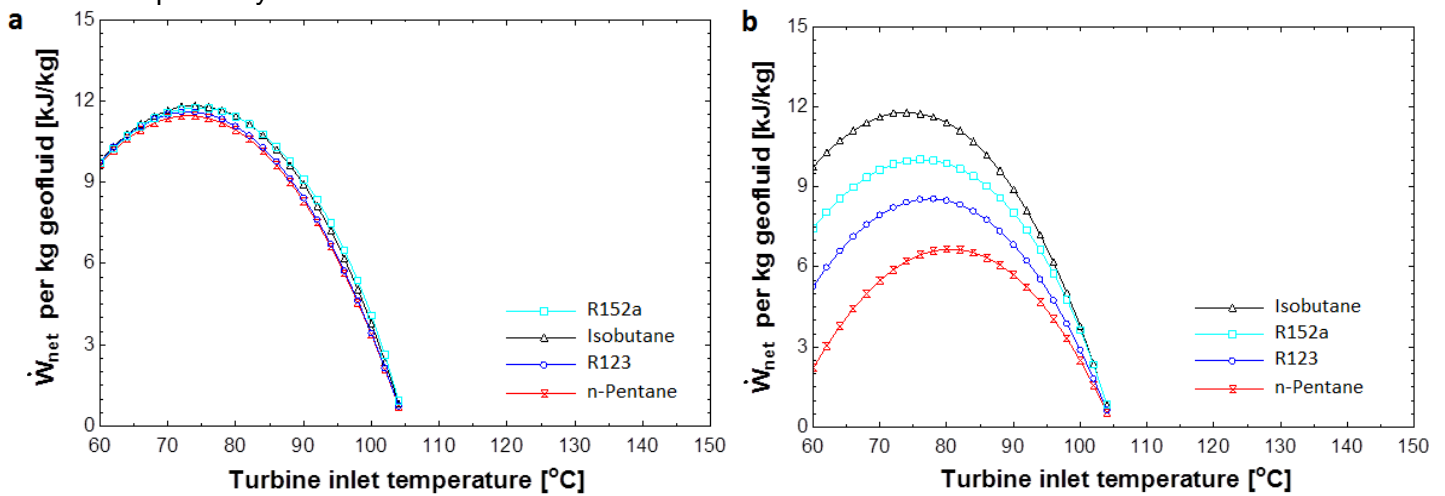 a
Ẇnet per kg geofluid [kJ/kg]
15
12
9
6
3
0
R152a
Isobutane
R123
n-Pentane
60 70 80 90 100 110 120 130 140 150
Turbine inlet temperature [°C]
b
Ẇnet per kg geofluid [kJ/kg]
15
12
9
6
3
0
Isobutane
R152a
R123
n-Pentane
60 70 80 90 100 110 120 130 140 150
Turbine inlet temperature [°C]